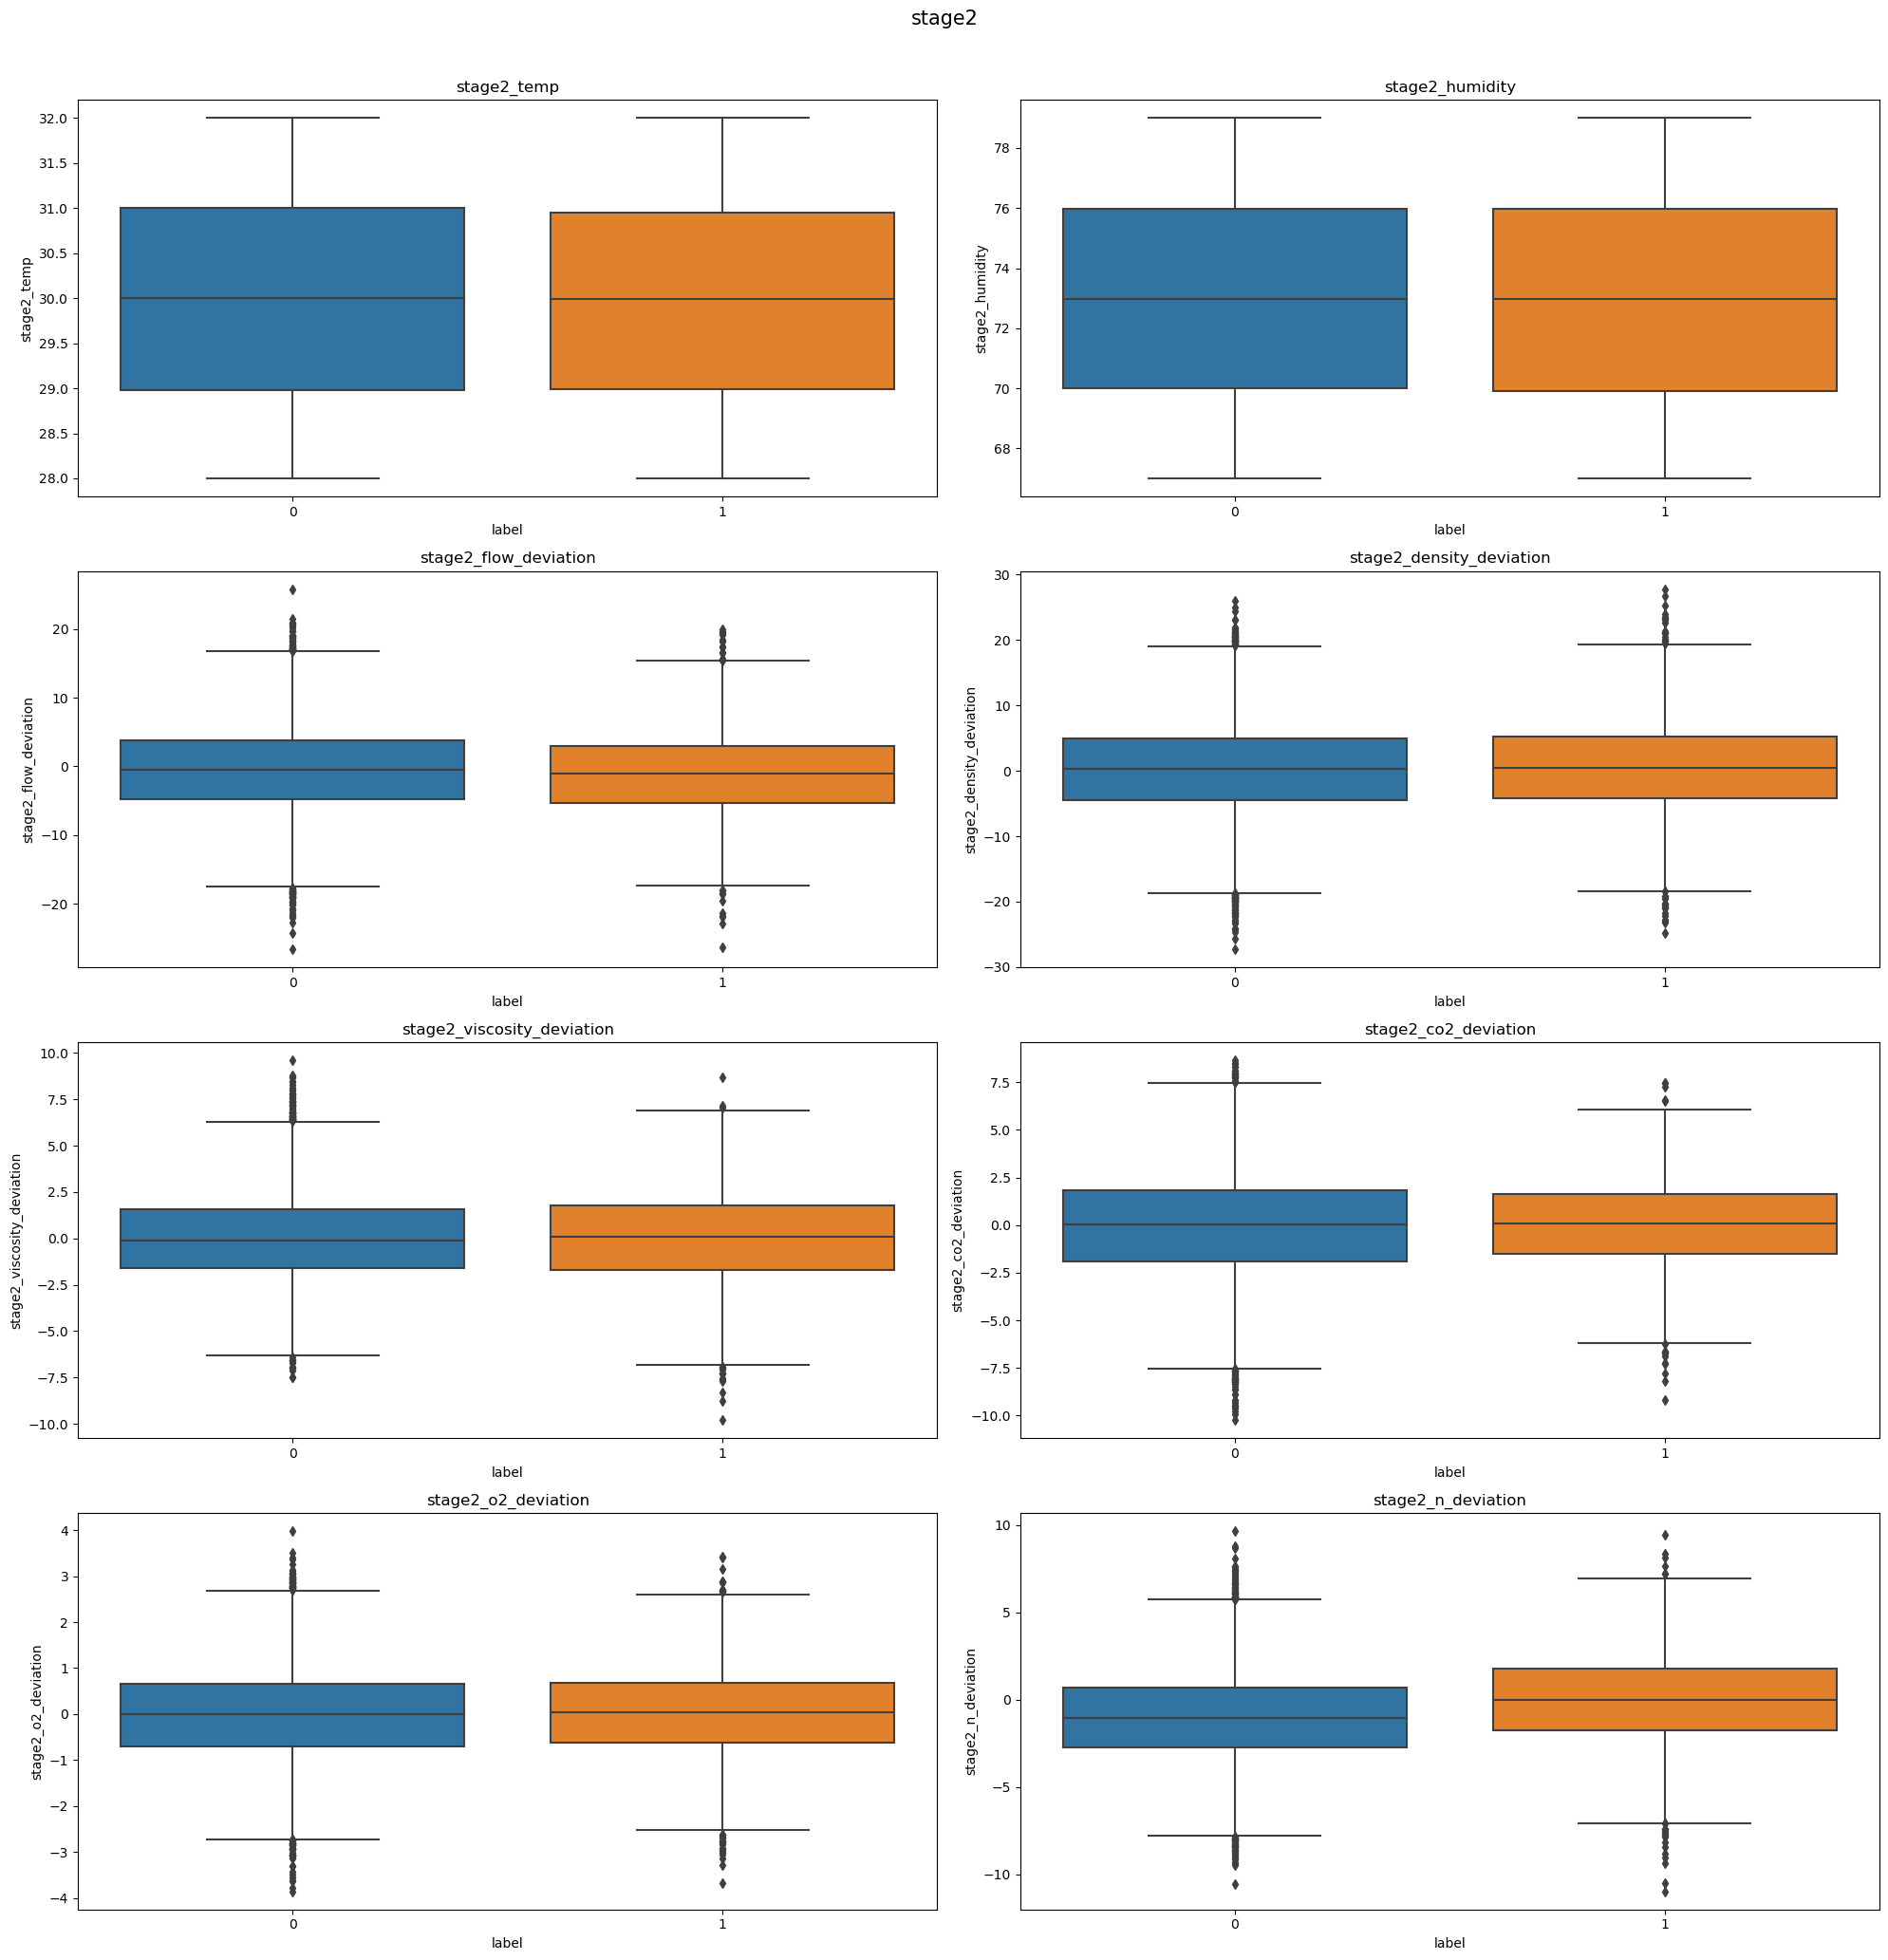 stage2
stage2_temp
stage2_temp
32.0
31.5
31.0
30.5
30.0
29.5
29.0
28.5
28.0
0
1
label
stage2_humidity
stage2_humidity
78
76
74
72
70
68
0
1
label
stage2_flow_deviation
stage2_flow_deviation
20
10
0
−10
−20
0
1
label
stage2_density_deviation
stage2_density_deviation
30
20
10
0
−10
−20
−30
0
1
label
stage2_viscosity_deviation
stage2_viscosity_deviation
10.0
7.5
5.0
2.5
0.0
−2.5
−5.0
−7.5
−10.0
0
1
label
stage2_co2_deviation
stage2_co2_deviation
7.5
5.0
2.5
0.0
−2.5
−5.0
−7.5
−10.0
0
1
label
stage2_o2_deviation
stage2_o2_deviation
4
3
2
1
0
−1
−2
−3
−4
0
1
label
stage2_n_deviation
stage2_n_deviation
10
5
0
−5
−10
0
1
label